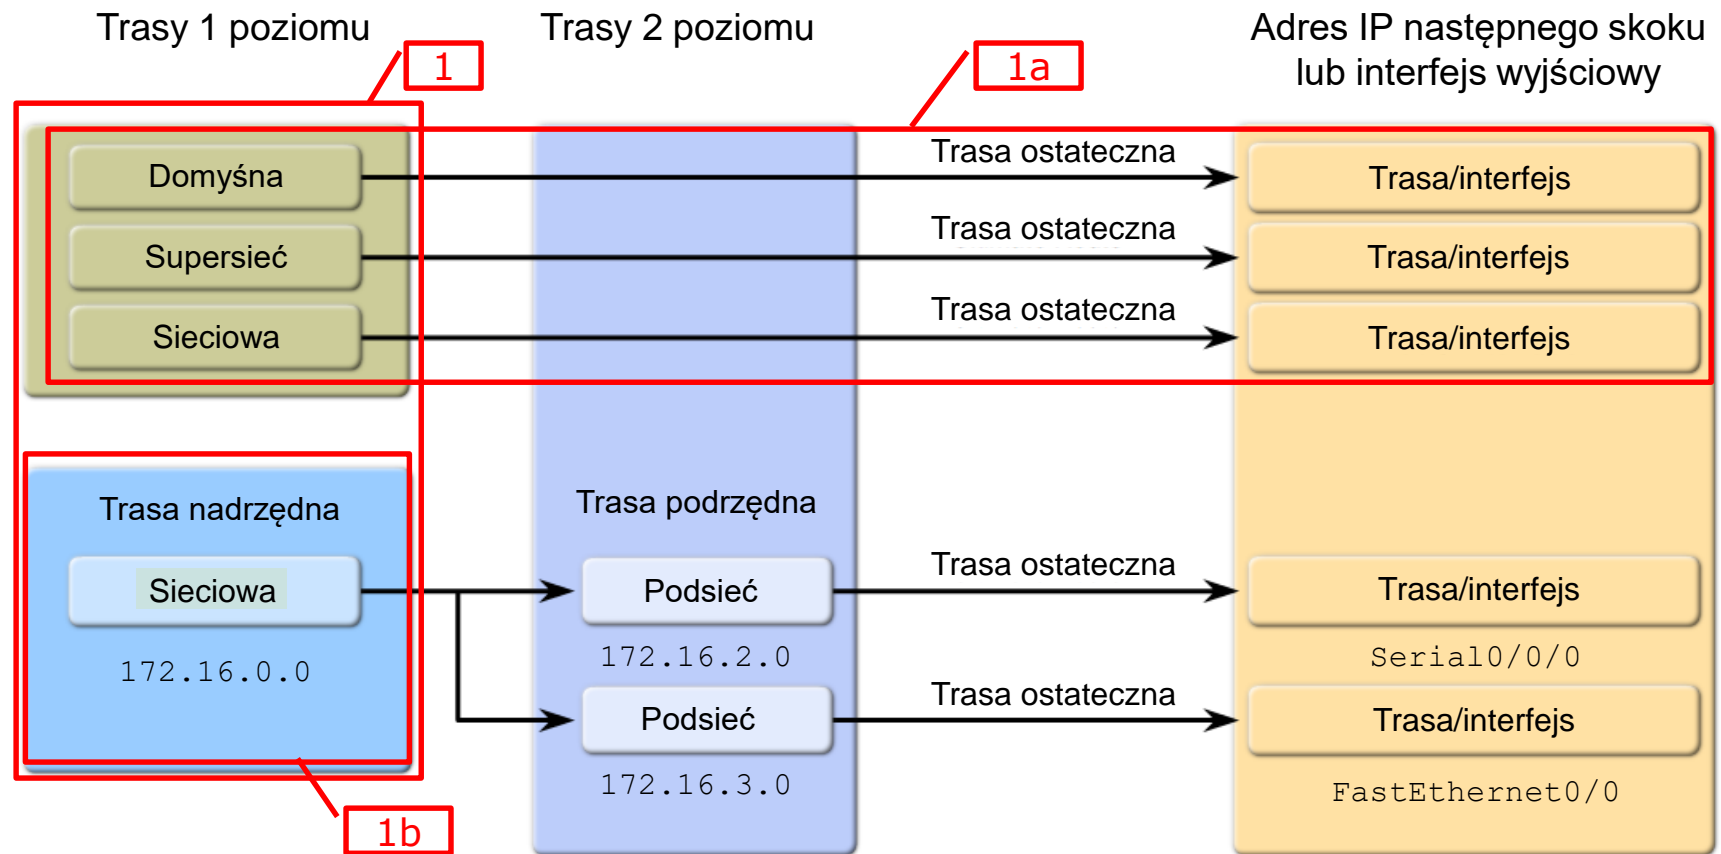 Trasy 1 poziomu
Trasy 2 poziomu
Adres IP następnego skoku
lub interfejs wyjściowy
1
1a
Domyśna
Trasa ostateczna
Trasa/interfejs
Supersieć
Trasa ostateczna
Trasa/interfejs
Sieciowa
Trasa ostateczna
Trasa/interfejs
Trasa nadrzędna
Trasa podrzędna
Sieciowa
Podsieć
Trasa ostateczna
Trasa/interfejs
172.16.0.0
172.16.2.0
Serial0/0/0
Podsieć
Trasa ostateczna
Trasa/interfejs
172.16.3.0
FastEthernet0/0
1b